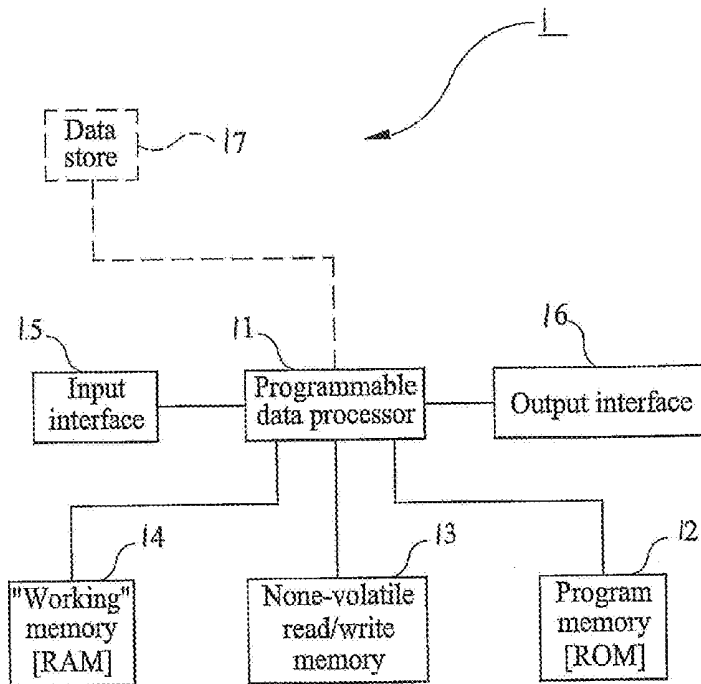 1
Data
store
17
15
11
16
Input
interface
Programmable
data processor
Output interface
14
13
12
"Working"
memory
[RAM]
None-volatile
read/write
memory
Program
memory
[ROM]